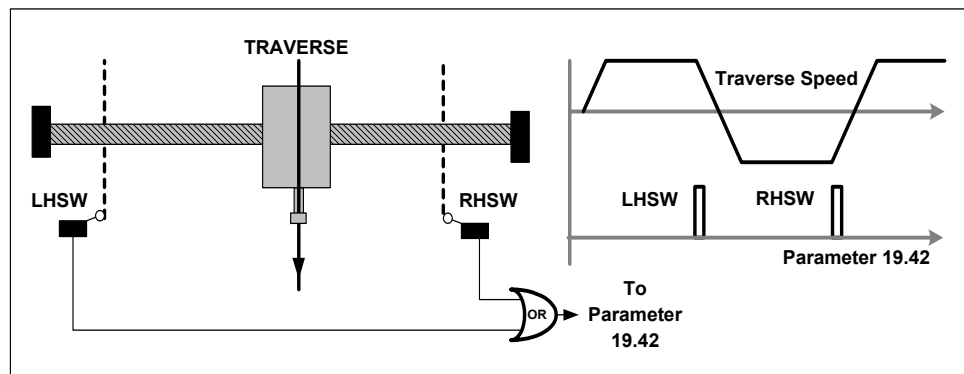 TRAVERSE
LHSW
RHSW
OR
To
Parameter
19.42
Traverse Speed
LHSW
RHSW
Parameter 19.42